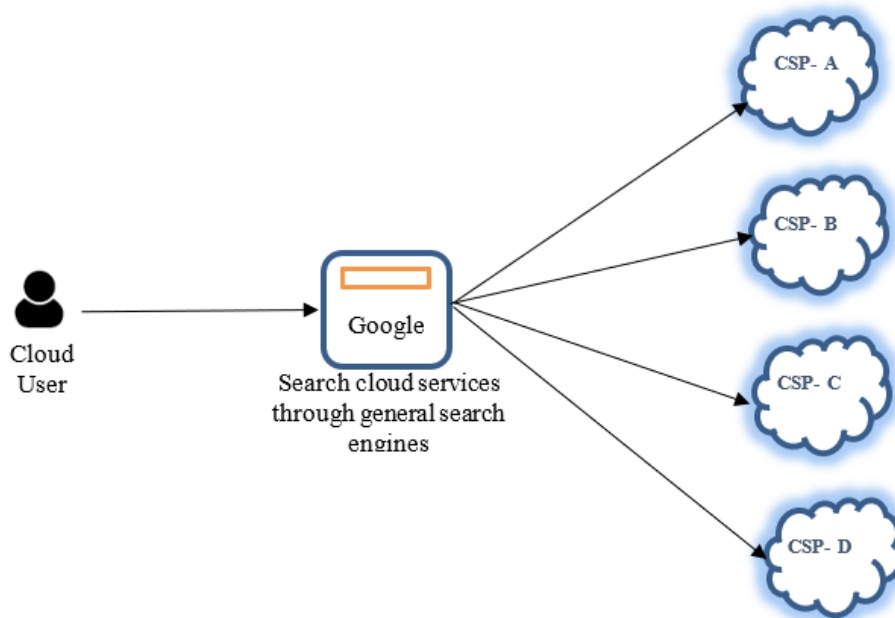 CSP- A
CSP- B
Google
Cloud
User
Search cloud services
through general search
engines
CSP- C
CSP- D